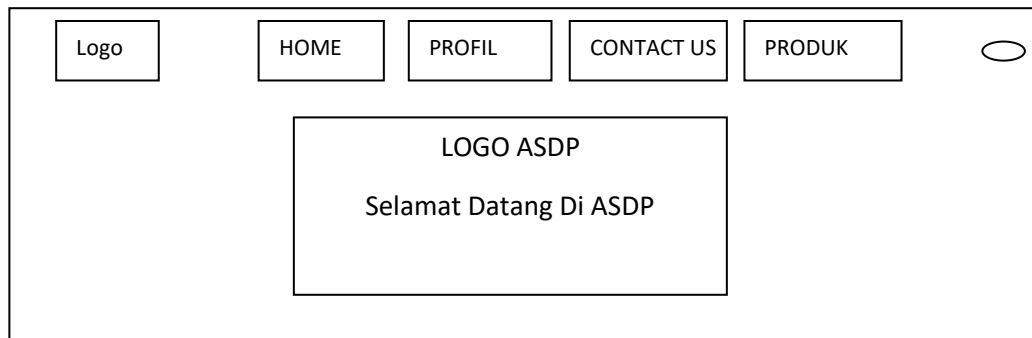 Logo
HOME
PROFIL
CONTACT US
PRODUK
LOGO ASDP
Selamat Datang Di ASDP